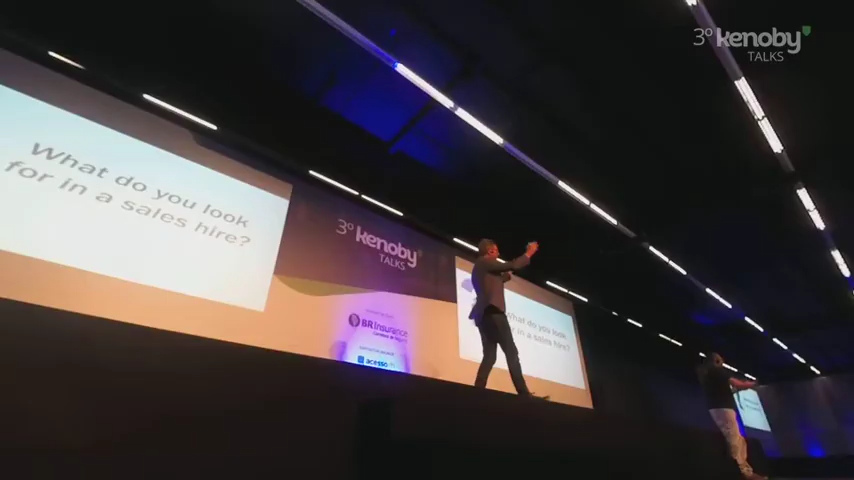 3º kenoby
TALKS
What do you look
for in a sales hire?
3º kenoby
TALKS
BR Insurance
acesso
What do you look
for in a sales hire?